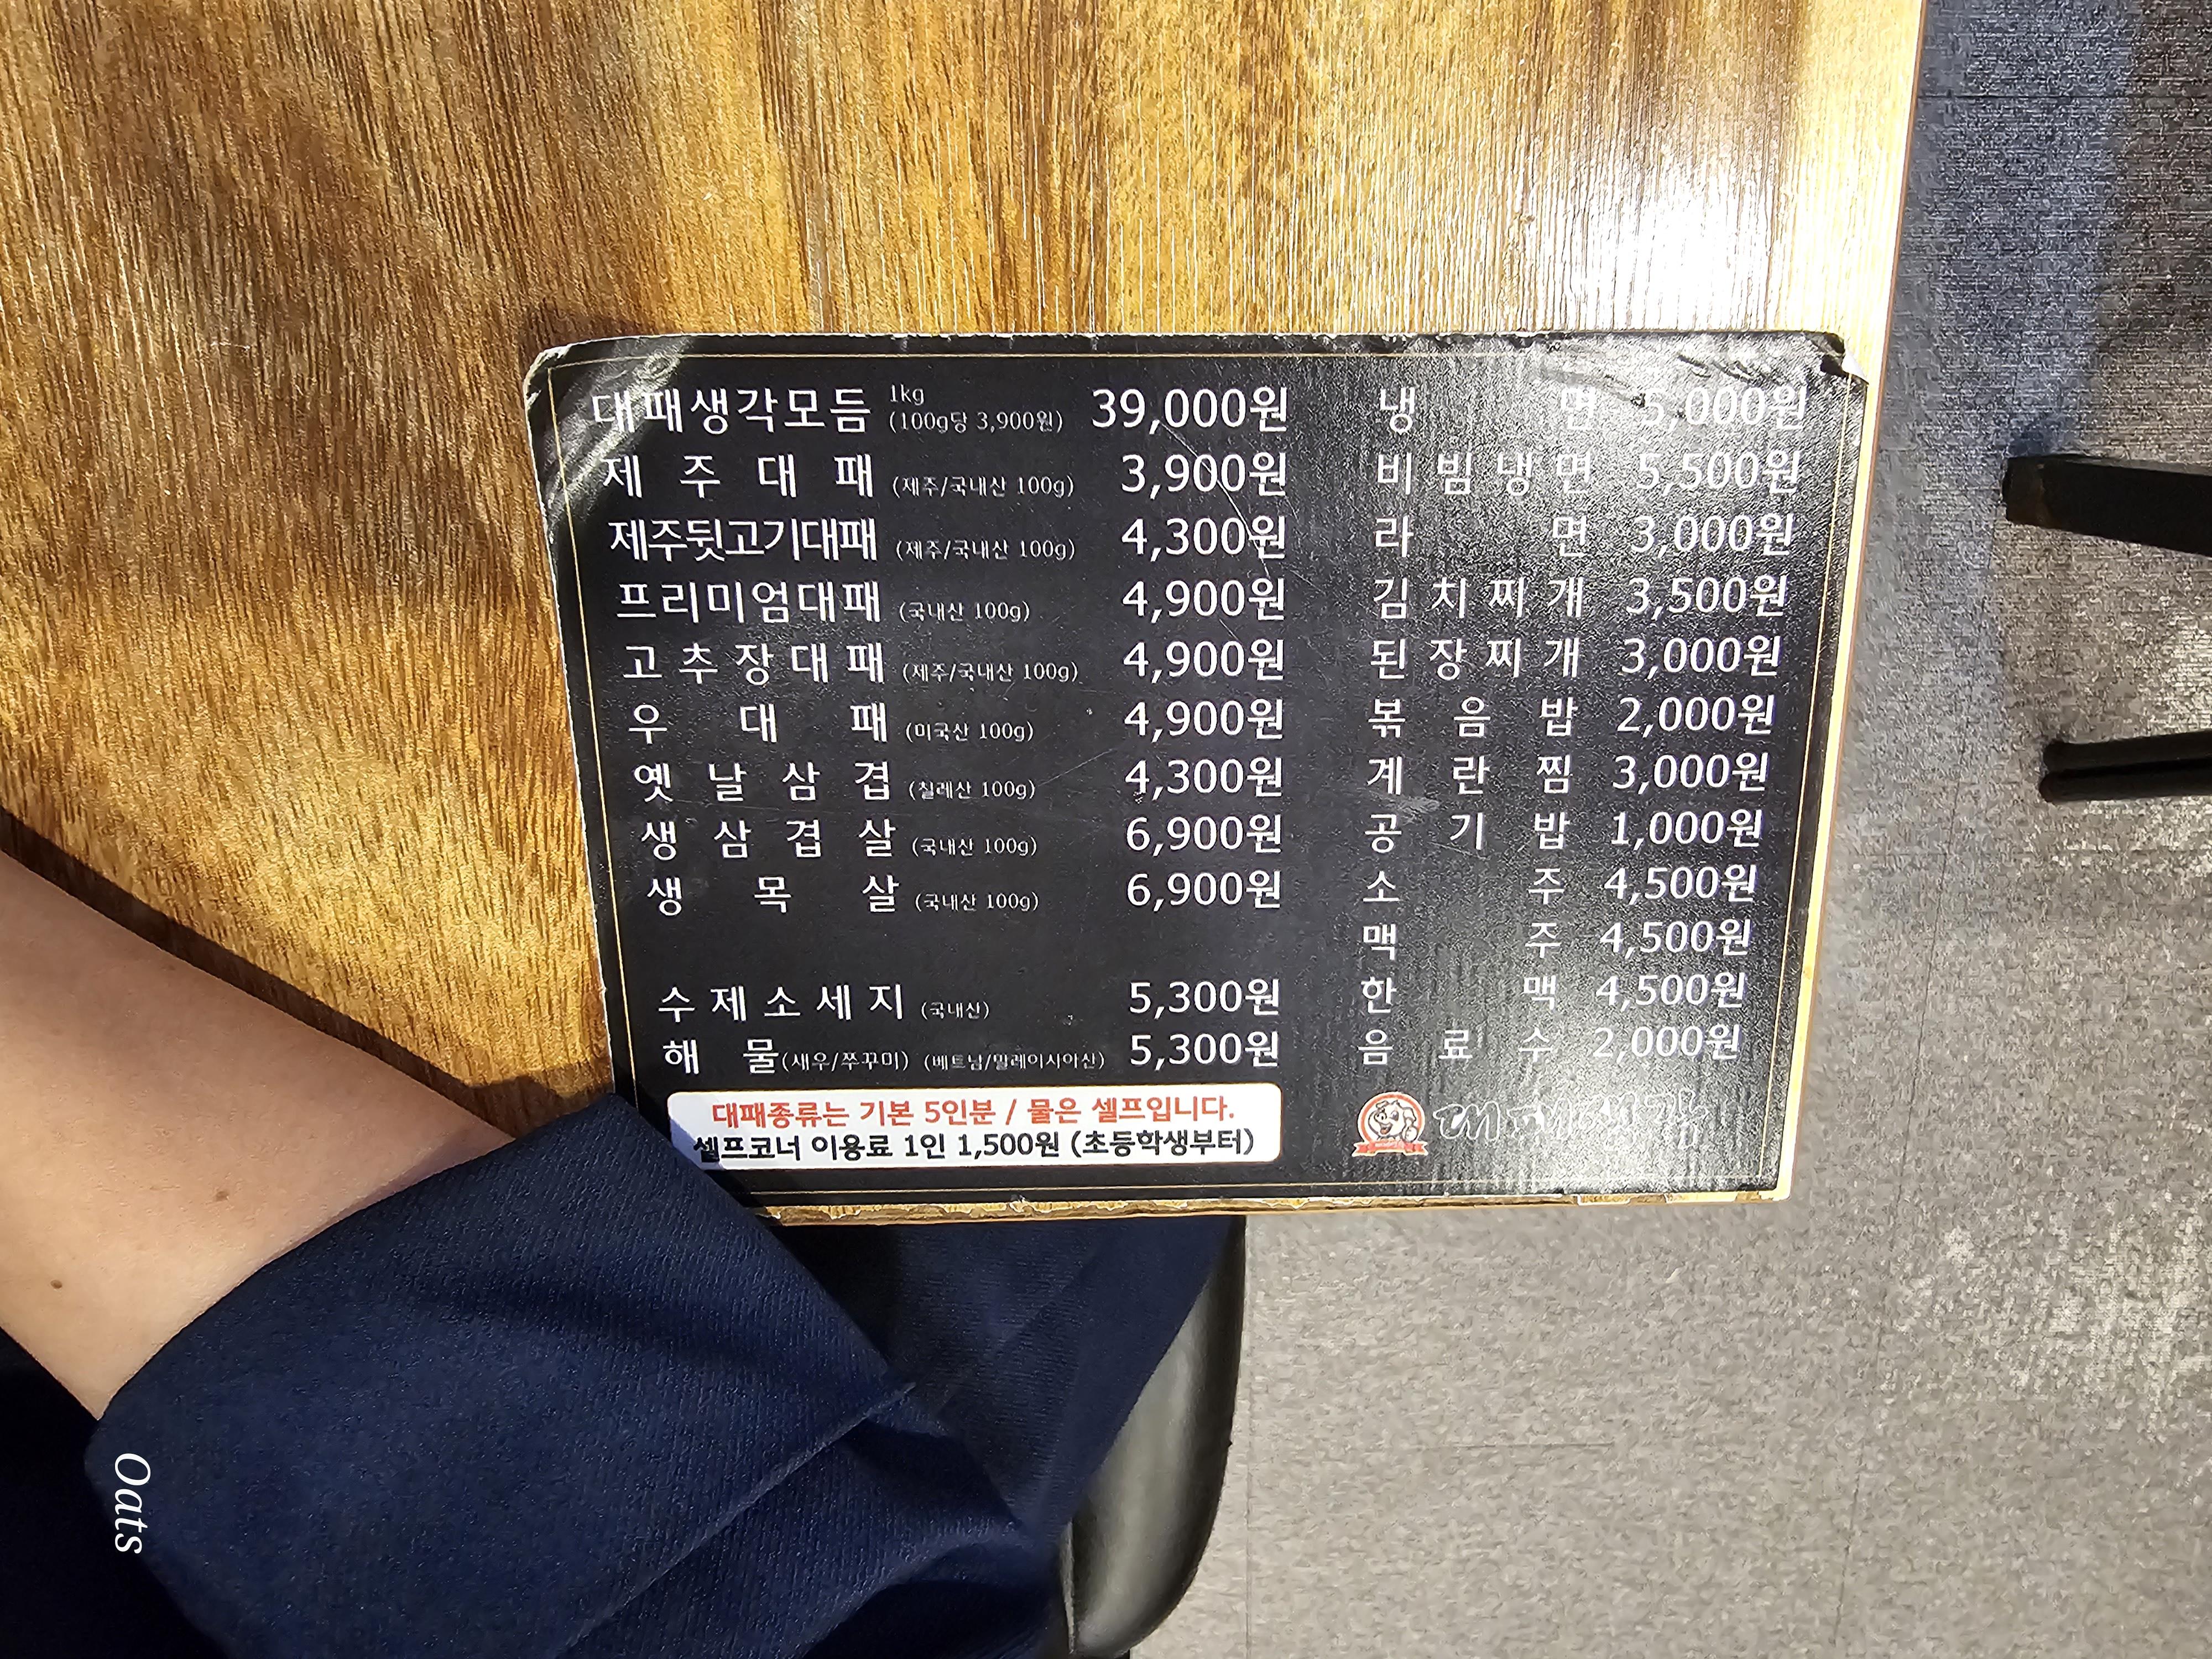 대패생각모듬 1kg (100g당 3,900원) 39,000원
제주대패 (제주/국내산 100g) 3,900원
제주뒷고기대패 (제주/국내산 100g) 4,300원
프리미엄대패 (국내산 100g) 4,900원
고추장대패 (제주/국내산 100g) 4,900원
우대패 (미국산 100g) 4,900원
옛날삼겹 (칠레산 100g) 4,300원
생삼겹살 (국내산 100g) 6,900원
생목살 (국내산 100g) 6,900원
수제소세지 (국내산) 5,300원
해물(새우/쭈꾸미) (베트남/말레이시아산) 5,300원
대패종류는 기본 5인분 / 물은 셀프입니다.
셀프코너 이용료 1인 1,500원 (초등학생부터)
냉면 5,000원
비빔냉면 5,500원
라면 3,000원
김치찌개 3,500원
된장찌개 3,000원
볶음밥 2,000원
계란찜 3,000원
공기밥 1,000원
소주 4,500원
맥주 4,500원
한맥 4,500원
음료수 2,000원
대패생각
Oats